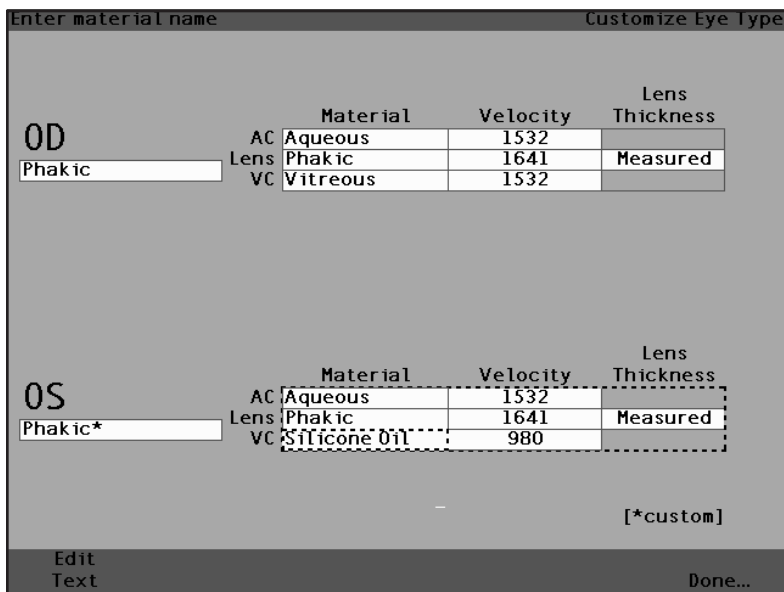 Enter material name Customize Eye Type
Lens
Material Velocity Thickness
OD
AC Aqueous 1532
Phakic
Lens Phakic 1641 Measured
VC Vitreous 1532
Lens
Material Velocity Thickness
OS
AC Aqueous 1532
Phakic*
Lens Phakic 1641 Measured
VC Silicone Oil 980
[*custom]
Edit
Text Done...